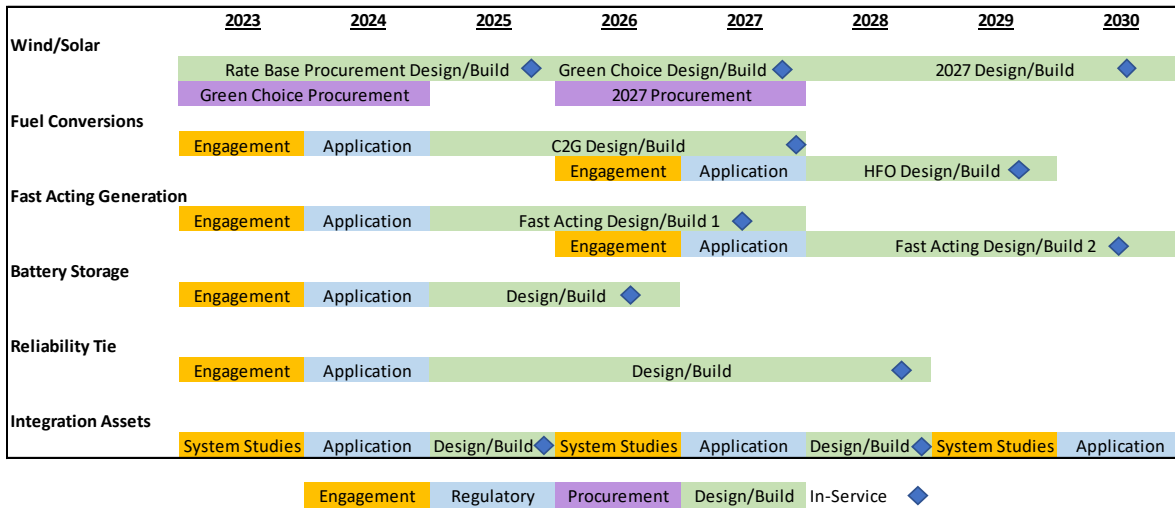 2023 2024 2025 2026 2027 2028 2029 2030
Wind/Solar
Rate Base Procurement Design/Build Green Choice Design/Build 2027 Design/Build
Green Choice Procurement 2027 Procurement
Fuel Conversions
Engagement Application C2G Design/Build
Engagement Application HFO Design/Build
Fast Acting Generation
Engagement Application Fast Acting Design/Build 1
Engagement Application Fast Acting Design/Build 2
Battery Storage
Engagement Application Design/Build
Reliability Tie
Engagement Application Design/Build
Integration Assets
System Studies Application Design/Build System Studies Application Design/Build System Studies Application
Engagement Regulatory Procurement Design/Build In-Service